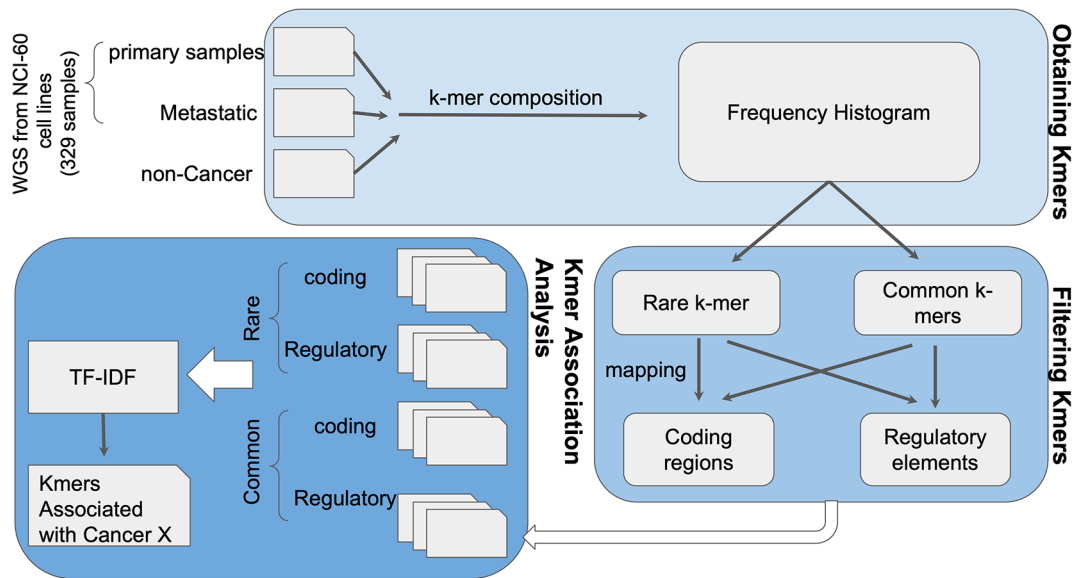 WGS from NCI-60
cell lines
(329 samples)
primary samples
Metastatic
non-Cancer
k-mer composition
Frequency Histogram
Obtaining Kmers
Rare k-mer
Common k-
mers
mapping
Coding
regions
Regulatory
elements
Filtering Kmers
Kmer Association
Analysis
Rare
coding
Regulatory
Common
coding
Regulatory
TF-IDF
Kmers
Associated
with Cancer X